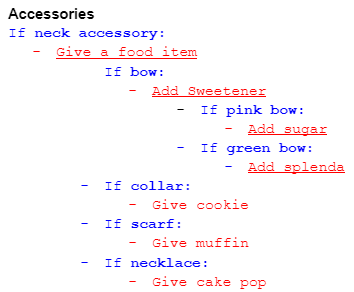 Accessories
If neck accessory:
- Give a food item
If bow:
- Add Sweetener
- If pink bow:
- Add sugar
- If green bow:
- Add splenda
- If collar:
- Give cookie
- If scarf:
- Give muffin
- If necklace:
- Give cake pop